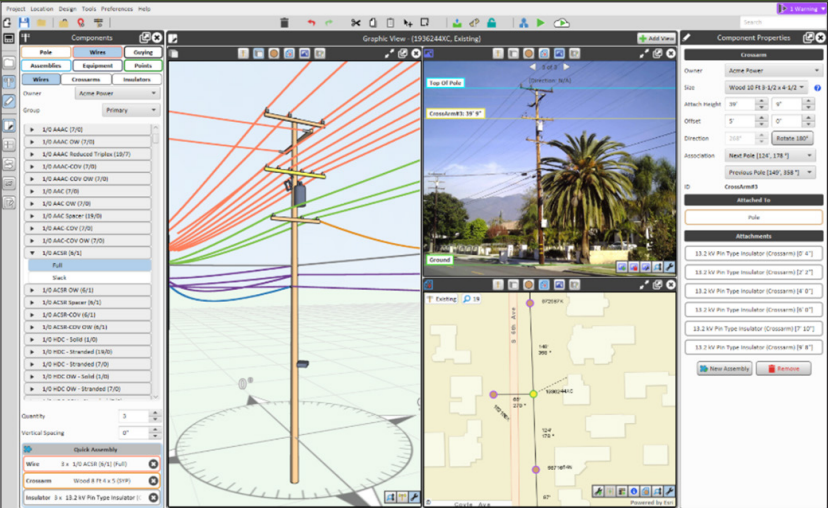 Project Location Design Tools Preferences Help
1 Warning
Search
Components
Pole Wires Guying
Assemblies Equipment Points
Wires Crossarms Insulators
Owner Acme Power
Group Primary
1/0 AAAC (7/0)
1/0 AAAC OW (7/0)
1/0 AAAC Reduced Triplex (19/7)
1/0 AAAC-COV (7/0)
1/0 AAAC-COV OW (7/0)
1/0 AAC (7/0)
1/0 AAC OW (7/0)
1/0 AAC Spacer (19/0)
1/0 AAC-COV (7/0)
1/0 AAC-COV OW (7/0)
1/0 ACSR (6/1)
Full
Slack
1/0 ACSR OW (6/1)
1/0 ACSR Spacer (6/1)
1/0 ACSR-COV (6/1)
1/0 ACSR-COV OW (6/1)
1/0 HDC - Solid (1/0)
1/0 HDC - Stranded (19/0)
1/0 HDC - Stranded (7/0)
1/0 HDC OW - Solid (1/0)
1/0 HDC OW - Stranded (7/0)
Quantity 3
Vertical Spacing 0"
Quick Assembly
Wire 3 x 1/0 ACSR (6/1) (Full)
Crossarm Wood 8 Ft 4 x 5 (SYP)
Insulator 3 x 13.2 kV Pin Type Insulator (
Graphic View - (1936244XC, Existing)
Add View
Top Of Pole
CrossArm#3: 39' 9"
Ground
Existing 19
S 6th Ave
1936244XC
Coyle Ave
Powered by Esri
Component Properties
Crossarm
Owner Acme Power
Size Wood 10 Ft 3-1/2 x 4-1/2
Attach Height 39' 9"
Offset 5' 0"
Direction Rotate 180°
Association Next Pole [124', 178 °]
Previous Pole [149', 358 °]
ID CrossArm#3
Attached To
Pole
Attachments
13.2 kV Pin Type Insulator (Crossarm) [0' 4"]
13.2 kV Pin Type Insulator (Crossarm) [2' 2"]
13.2 kV Pin Type Insulator (Crossarm) [4' 0"]
13.2 kV Pin Type Insulator (Crossarm) [6' 0"]
13.2 kV Pin Type Insulator (Crossarm) [7' 10"]
13.2 kV Pin Type Insulator (Crossarm) [9' 8"]
New Assembly Remove